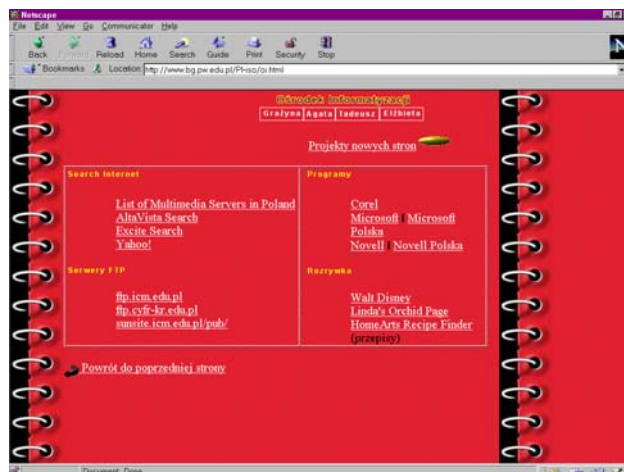 Netscape
File Edit View Go Communicator Help
Back Forward Reload Home Search Guide Print Security Stop
Bookmarks Location: http://www.bg.pw.edu.pl/Pl-iso/oi.html
Ośrodek Informatyzacji
Grażyna Agata Tadeusz Elżbieta
Projekty nowych stron
Search Internet
List of Multimedia Servers in Poland
AltaVista Search
Excite Search
Yahoo!
Programy
Corel
Microsoft i Microsoft
Polska
Novell i Novell Polska
Serwery FTP
ftp.icm.edu.pl
ftp.cyfr-kr.edu.pl
sunsite.icm.edu.pl/pub/
Rozrywka
Walt Disney
Linda's Orchid Page
HomeArts Recipe Finder
(przepisy)
Powrót do poprzedniej strony
Document: Done